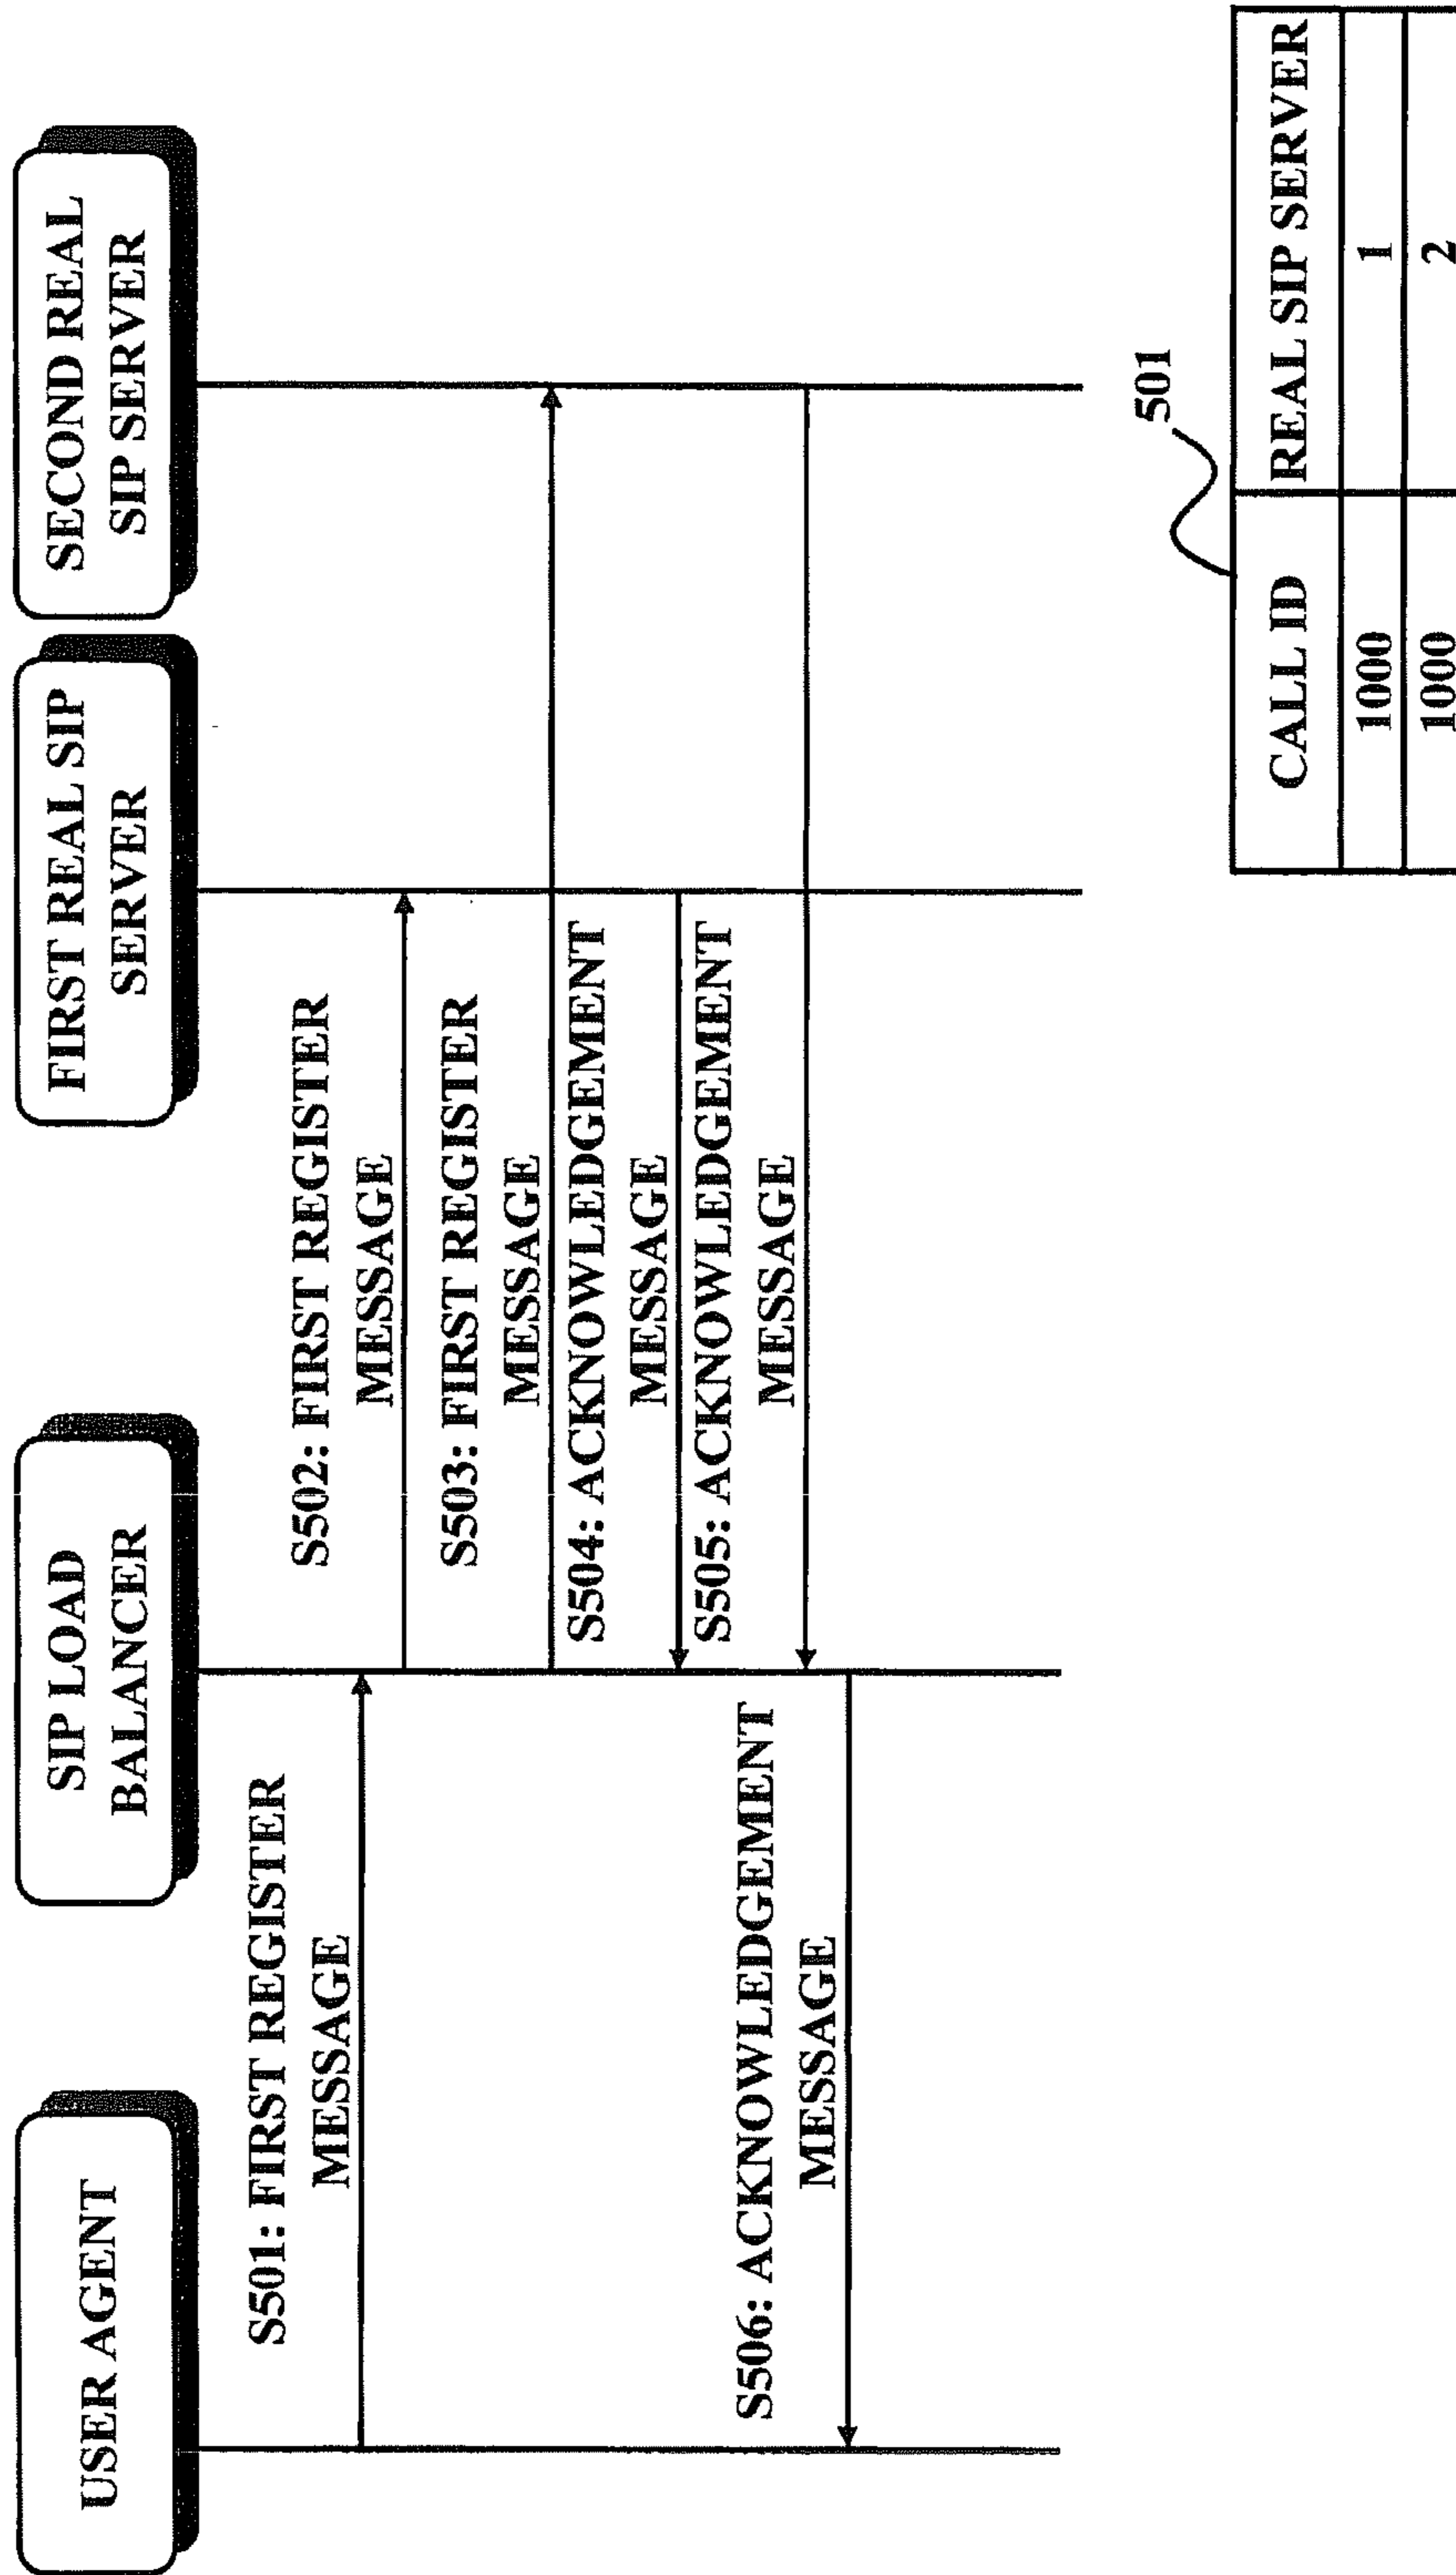 USER AGENT
SIP LOAD
BALANCER
FIRST REAL SIP
SERVER
SECOND REAL
SIP SERVER
S501: FIRST REGISTER
MESSAGE
S502: FIRST REGISTER
MESSAGE
S503: FIRST REGISTER
MESSAGE
S504: ACKNOWLEDGEMENT
MESSAGE
S505: ACKNOWLEDGEMENT
MESSAGE
S506: ACKNOWLEDGEMENT
MESSAGE
501
CALL ID REAL SIP SERVER
1000 1
1000 2